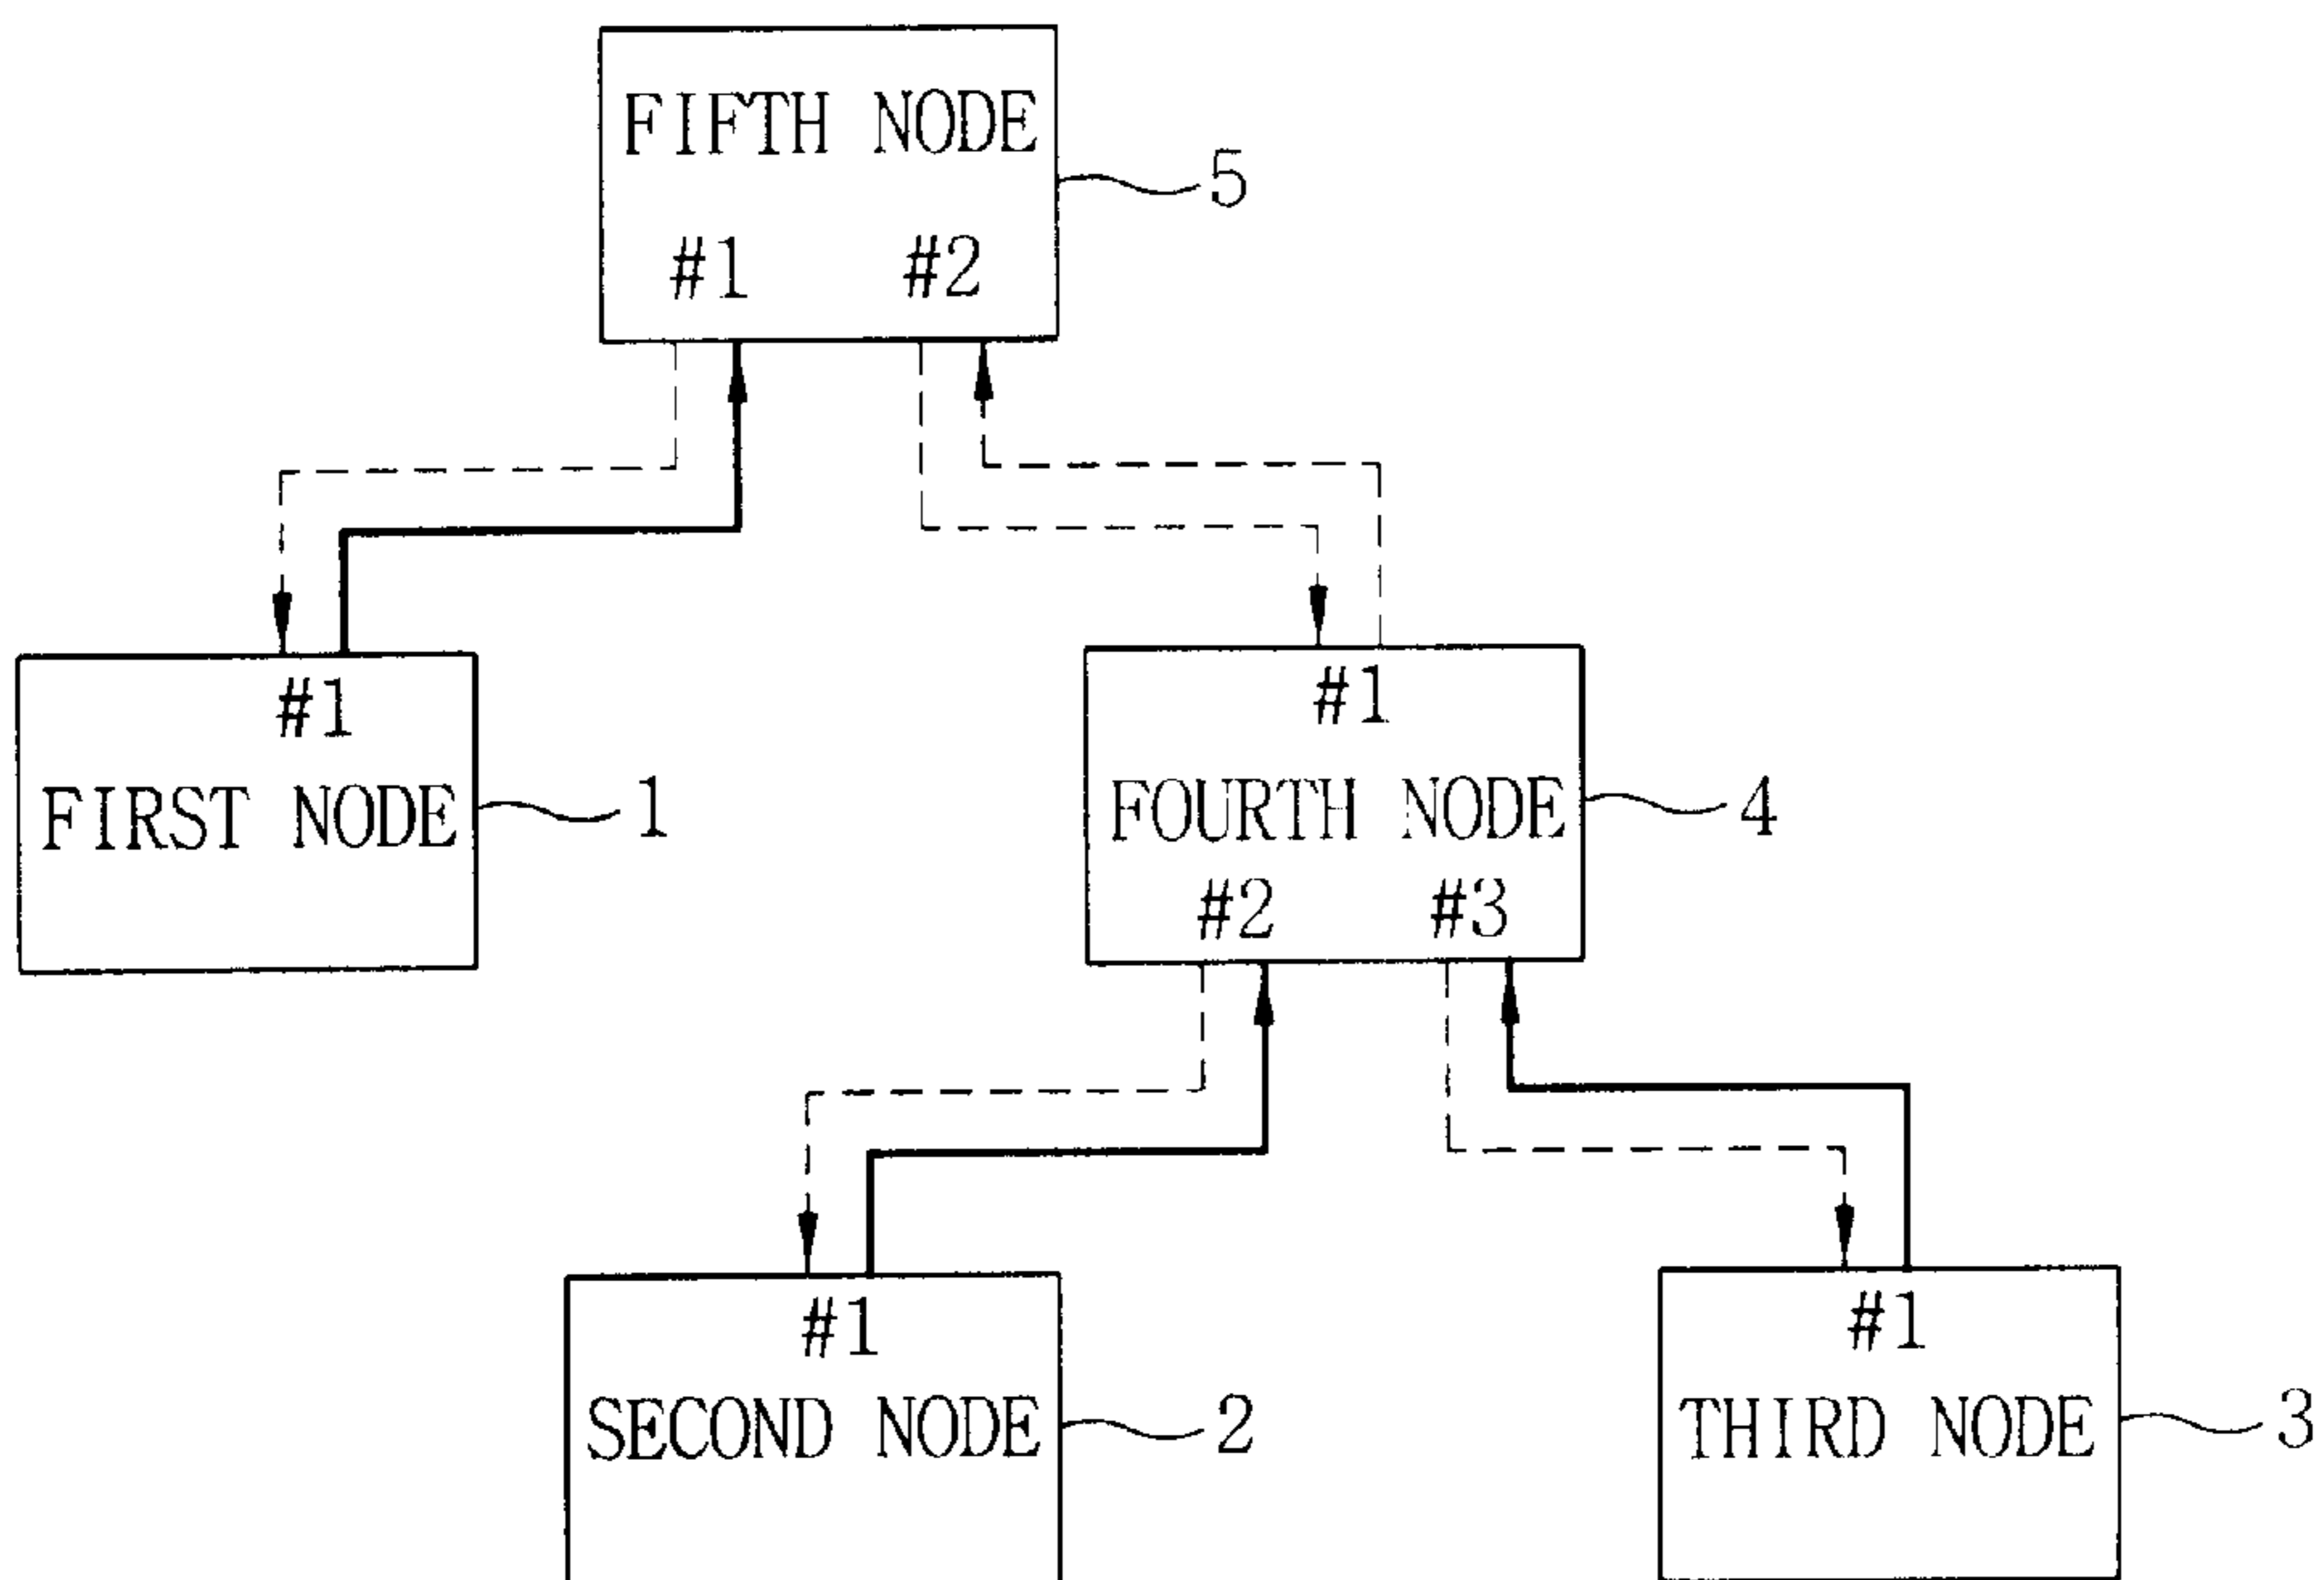 FIFTH NODE
5
#1 #2
#1
FIRST NODE
1
#1
FOURTH NODE
4
#2 #3
#1
SECOND NODE
2
#1
THIRD NODE
3